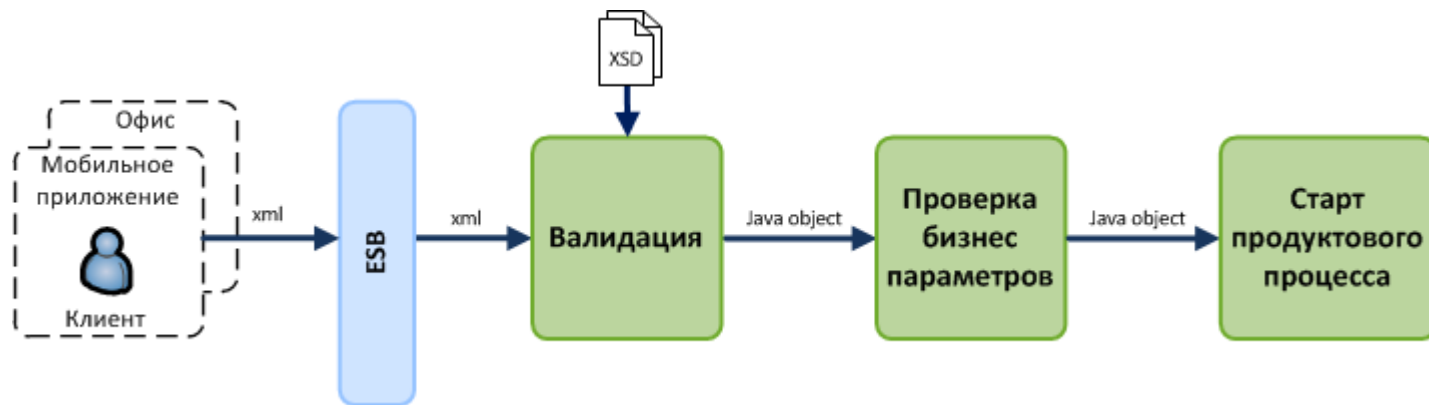 XSD
Офис
Мобильное
приложение
Клиент
xml
ESB
xml
Валидация
Java object
Проверка
бизнес
параметров
Java object
Старт
продуктового
процесса